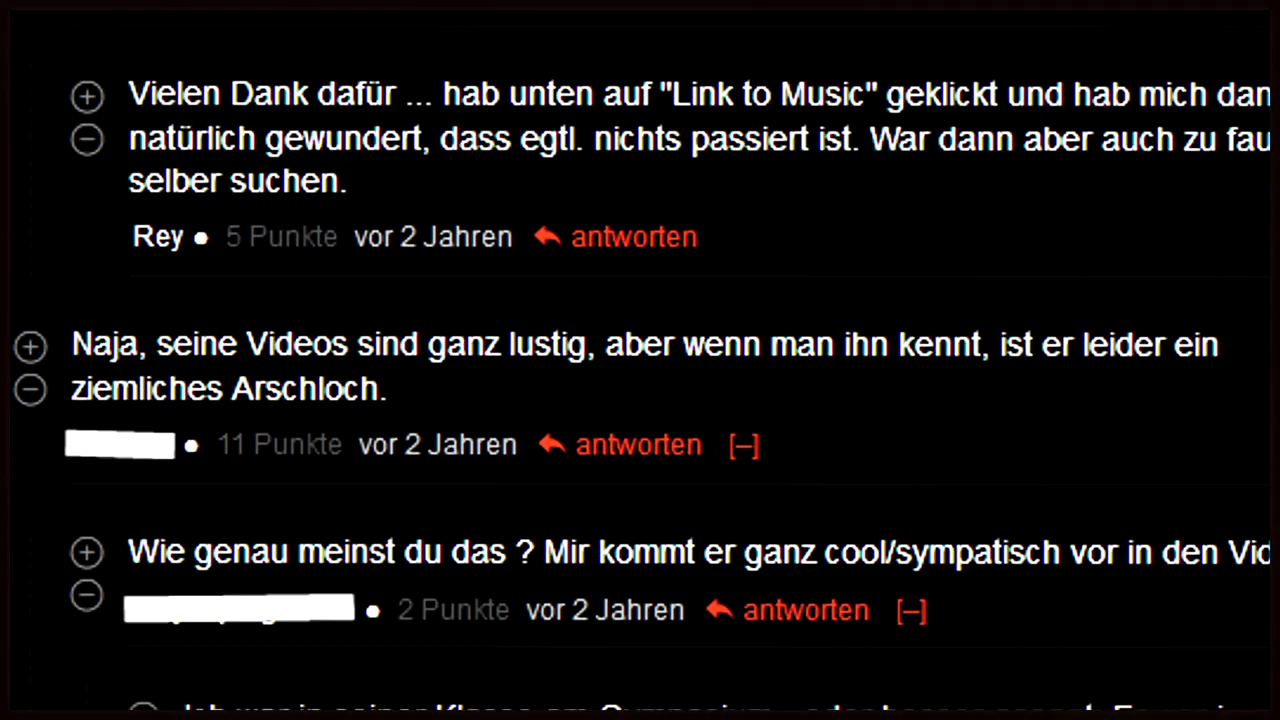 Vielen Dank dafür ... hab unten auf "Link to Music" geklickt und hab mich
natürlich gewundert, dass egtl. nichts passiert ist. War dann aber auch zu
selber suchen.
Rey ● 5 Punkte vor 2 Jahren antworten
Naja, seine Videos sind ganz lustig, aber wenn man ihn kennt, ist er leider ein
ziemliches Arschloch.
● 11 Punkte vor 2 Jahren antworten [–]
Wie genau meinst du das ? Mir kommt er ganz cool/sympatisch vor in den
● 2 Punkte vor 2 Jahren antworten [–]